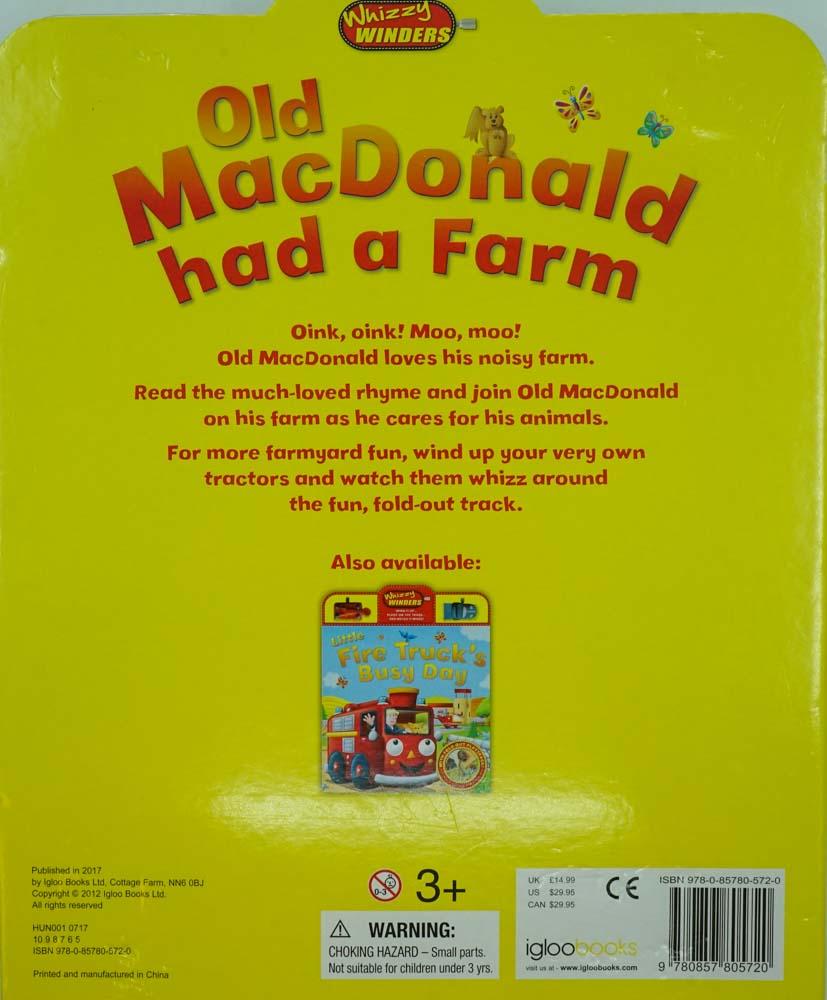 Whizzy
WINDERS
Old
MacDonald
had a Farm
Oink, oink! Moo, moo!
Old MacDonald loves his noisy farm.
Read the much-loved rhyme and join Old MacDonald
on his farm as he cares for his animals.
For more farmyard fun, wind up your very own
tractors and watch them whizz around
the fun, fold-out track.
Also available:
Whizzy
WINDERS
Little
Fire Truck's
Busy Day
Published in 2017
by Igloo Books Ltd, Cottage Farm, NN6 0BJ
Copyright © 2012 Igloo Books Ltd.
All rights reserved
HUN001 0717
10 9 8 7 6 5
ISBN 978-0-85780-572-0
Printed and manufactured in China
0-3
3+
WARNING:
CHOKING HAZARD – Small parts.
Not suitable for children under 3 yrs.
UK £14.99
US $29.95
CAN $29.95
CE
igloobooks
visit us at - www.igloobooks.com
ISBN 978-0-85780-572-0
9 780857 805720